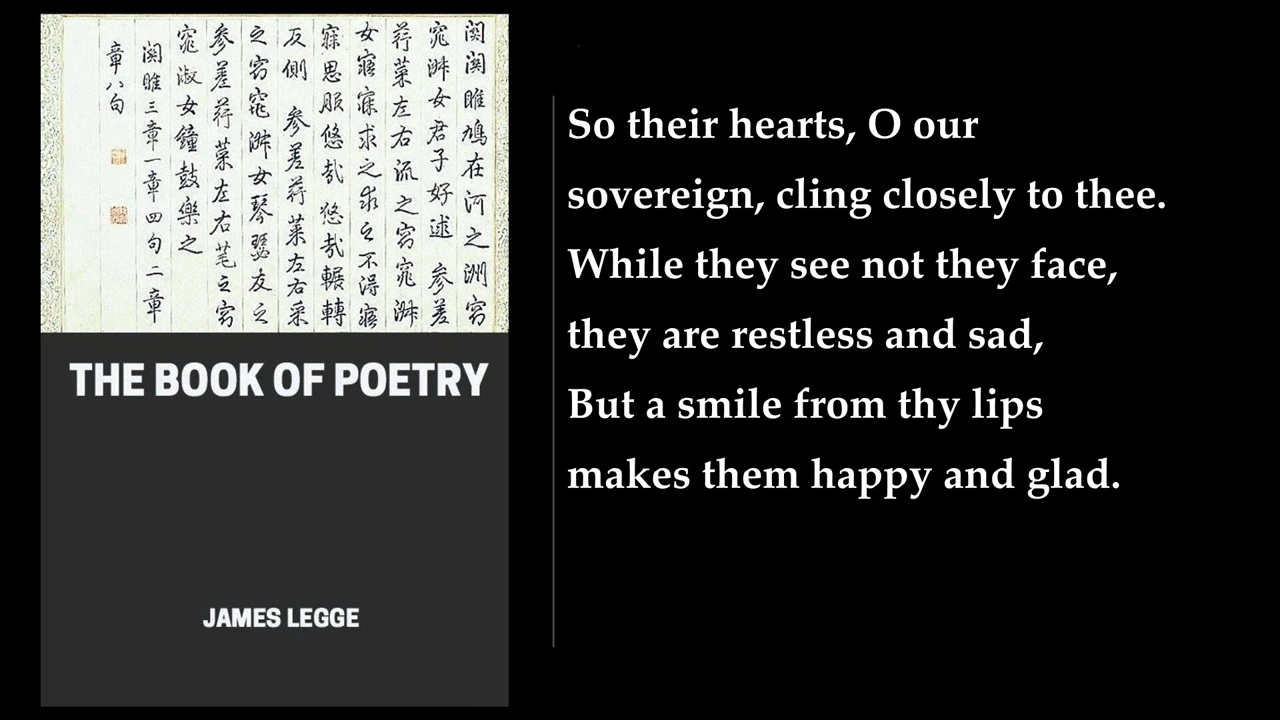 関関雎鳩在河之洲窈
窕淑女君子好逑 參差
荇菜左右流之窈窕淑
女寤寐求之求之不得寤
寐思服悠哉悠哉輾轉
反側 參差荇菜左右采
之窈窕淑女琴瑟友之
參差荇菜左右芼之窈
窕淑女鐘鼓樂之
関雎三章一章四句二章
章八句
THE BOOK OF POETRY
JAMES LEGGE
So their hearts, O our
sovereign, cling closely to thee.
While they see not they face,
they are restless and sad,
But a smile from thy lips
makes them happy and glad.